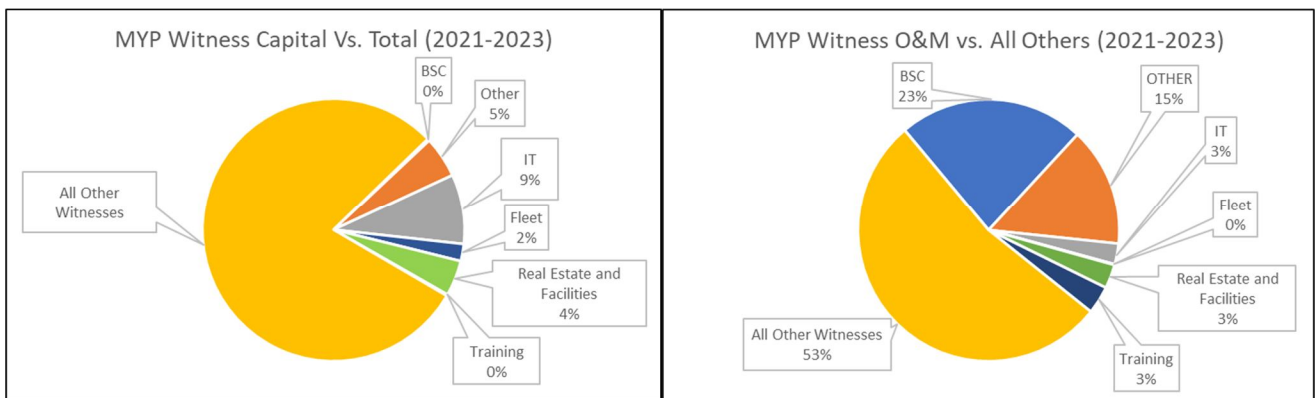 MYP Witness Capital Vs. Total (2021-2023)
BSC
0%
Other
5%
IT
9%
Fleet
2%
Real Estate and
Facilities
4%
Training
0%
All Other
Witnesses
MYP Witness O&M vs. All Others (2021-2023)
BSC
23%
OTHER
15%
IT
3%
Fleet
0%
Real Estate and
Facilities
3%
Training
3%
All Other Witnesses
53%